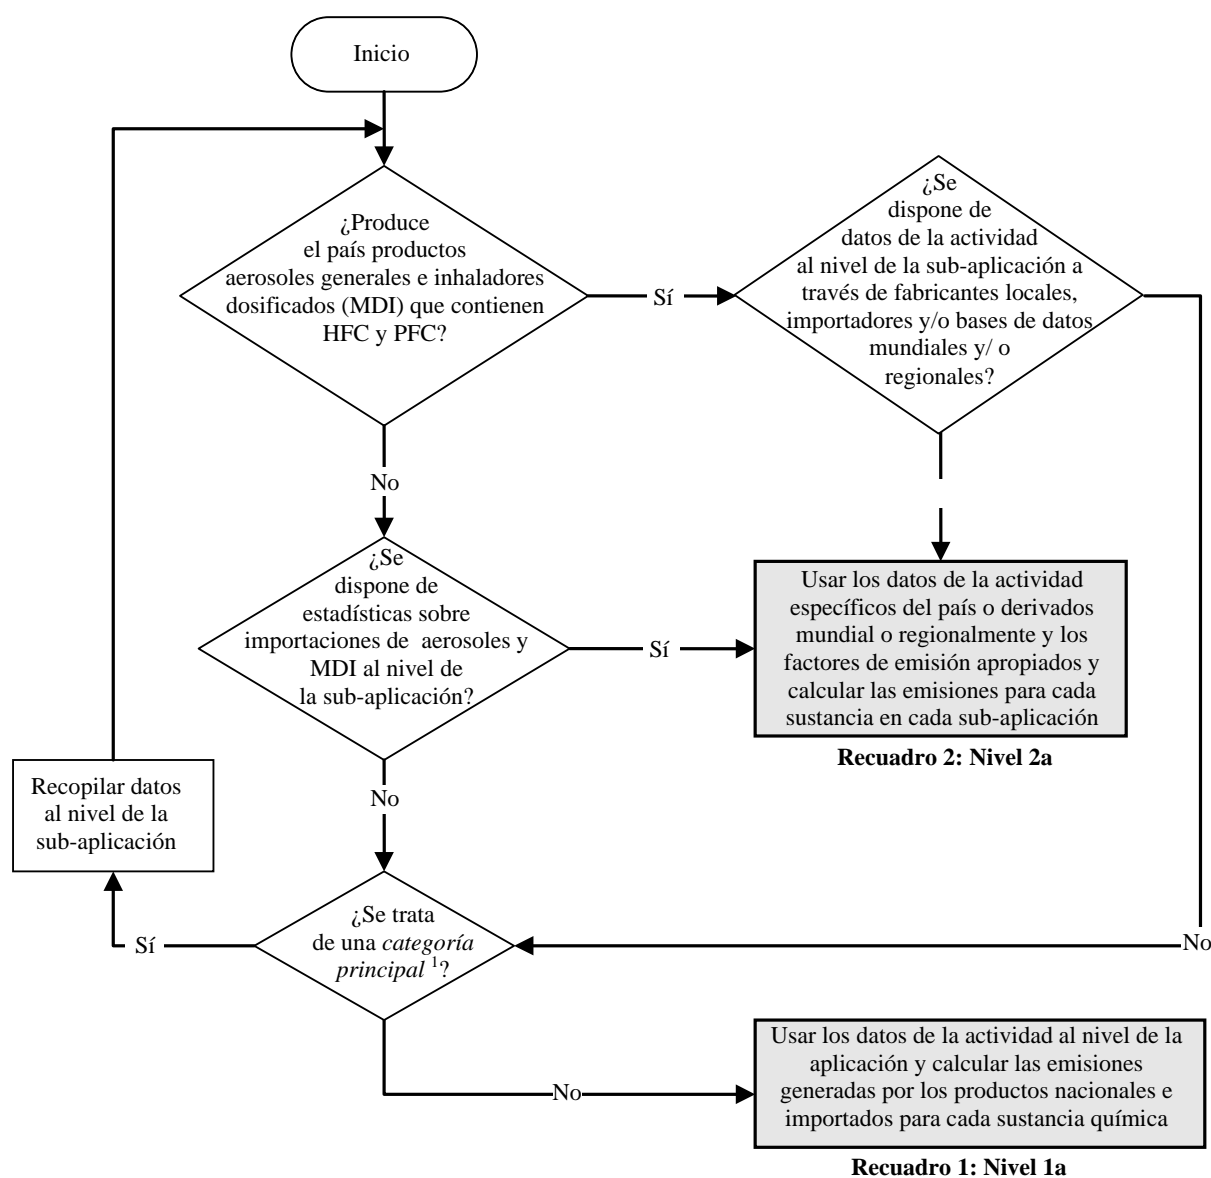 Inicio
¿Produce
el país productos
aerosoles generales e inhaladores
dosificados (MDI) que contienen
HFC y PFC?
Sí
¿Se
dispone de
datos de la actividad
al nivel de la sub-aplicación a
través de fabricantes locales,
importadores y/o bases de datos
mundiales y/ o
regionales?
No
¿Se
dispone de
estadísticas sobre
importaciones de aerosoles y
MDI al nivel de
la sub-aplicación?
Sí
Usar los datos de la actividad
específicos del país o derivados
mundial o regionalmente y los
factores de emisión apropiados y
calcular las emisiones para cada
sustancia en cada sub-aplicación
Recuadro 2: Nivel 2a
Recopilar datos
al nivel de la
sub-aplicación
No
¿Se trata
de una categoría
principal 1?
Sí
No
No
Usar los datos de la actividad al nivel de la
aplicación y calcular las emisiones
generadas por los productos nacionales e
importados para cada sustancia química
Recuadro 1: Nivel 1a